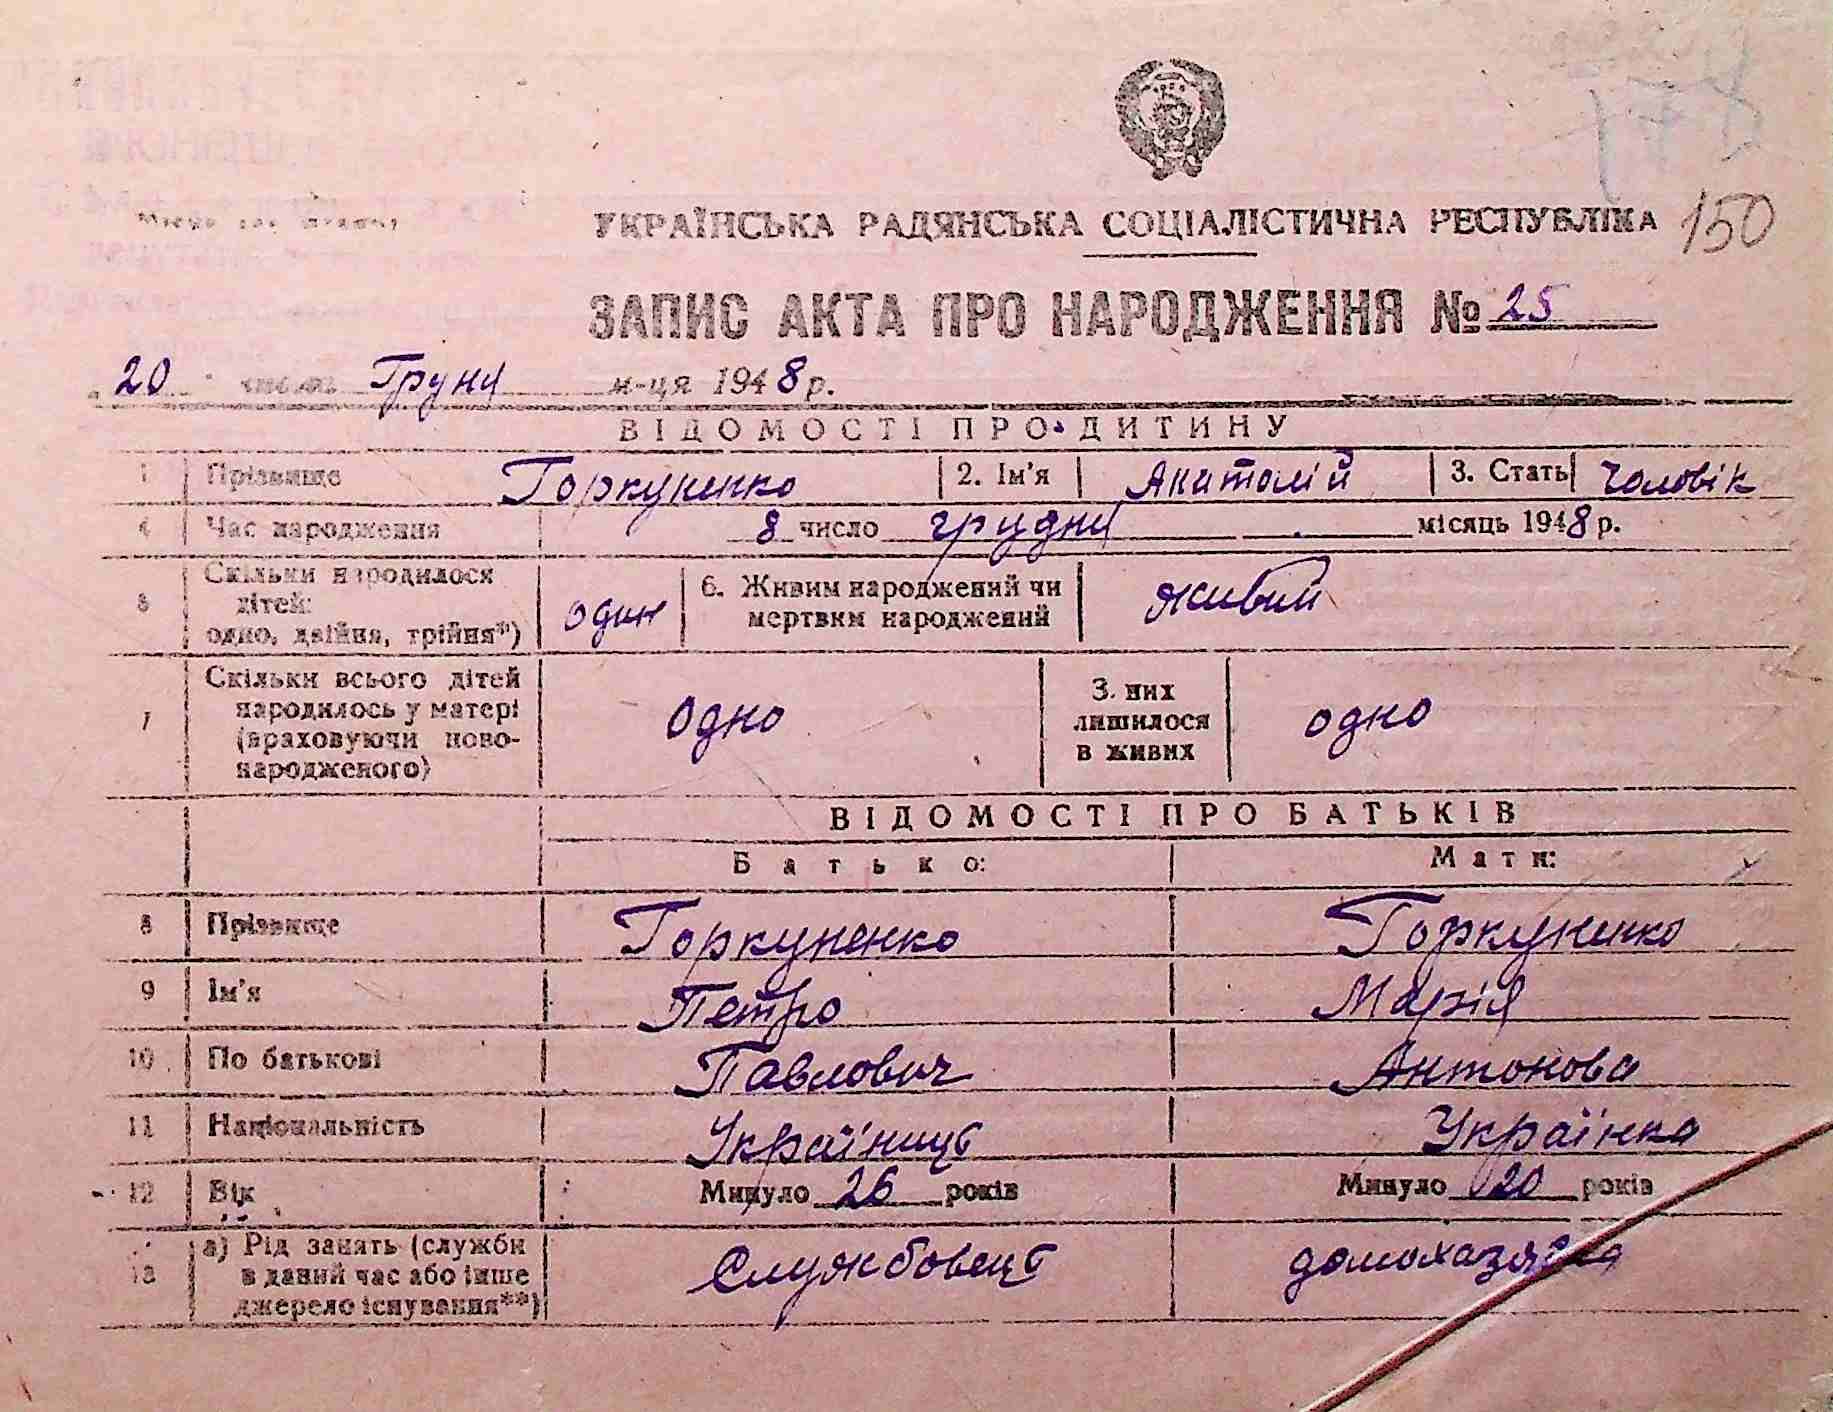 УКРАЇНСЬКА РАДЯНСЬКА СОЦІАЛІСТИЧНА РЕСПУБЛІКА 150
ЗАПИС АКТА ПРО НАРОДЖЕННЯ № 25
20 числа Груня м-ця 1948 р.
ВІДОМОСТІ ПРО ДИТИНУ
1 Прізвище Горкуненко 2. Ім'я Анатолій 3. Стать Чоловік
4 Час народження 8 число грудня місяць 1948 р.
5 Скільки народилося дітей: одно, двійня, трійня*) один 6. Живим народжений чи мертвим народжений живий
7 Скільки всього дітей народилось у матері (враховуючи новонародженого) Одно З них лишилося в живих одно
ВІДОМОСТІ ПРО БАТЬКІВ
Батько: Мати:
8 Прізвище Горкуненко Горкуненко
9 Ім'я Петро Марія
10 По батькові Павлович Антонова
11 Національність Українець Українка
12 Вік Минуло 26 років Минуло 20 років
13 а) Рід занять (служби в даний час або інше джерело існування**) Службовець домохазяйка